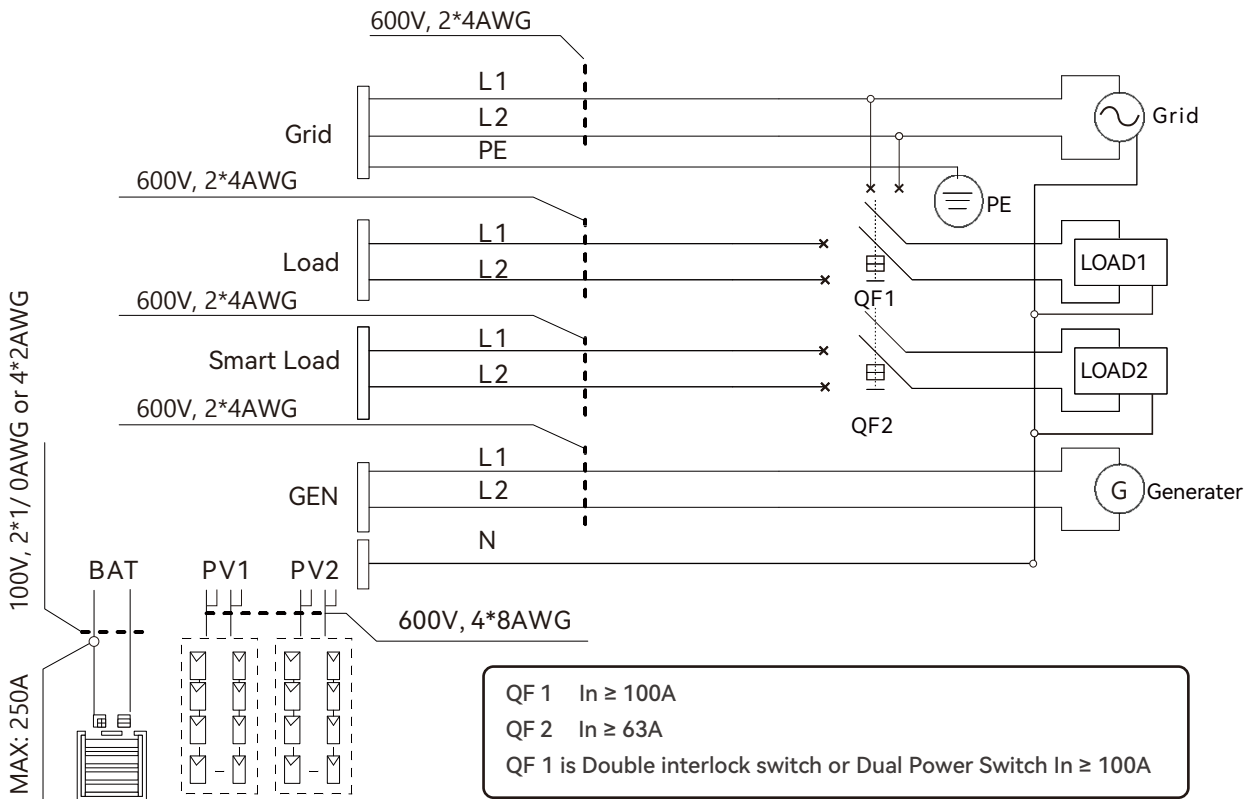 600V, 2*4AWG
L1
L2
PE
Grid
Grid
PE
600V, 2*4AWG
L1
L2
Load
QF1
LOAD1
600V, 2*4AWG
L1
L2
Smart Load
QF2
LOAD2
600V, 2*4AWG
L1
L2
GEN
G
Generater
N
100V, 2*1/ 0AWG or 4*2AWG
BAT
PV1
PV2
600V, 4*8AWG
MAX: 250A
QF 1 In ≥ 100A
QF 2 In ≥ 63A
QF 1 is Double interlock switch or Dual Power Switch In ≥ 100A